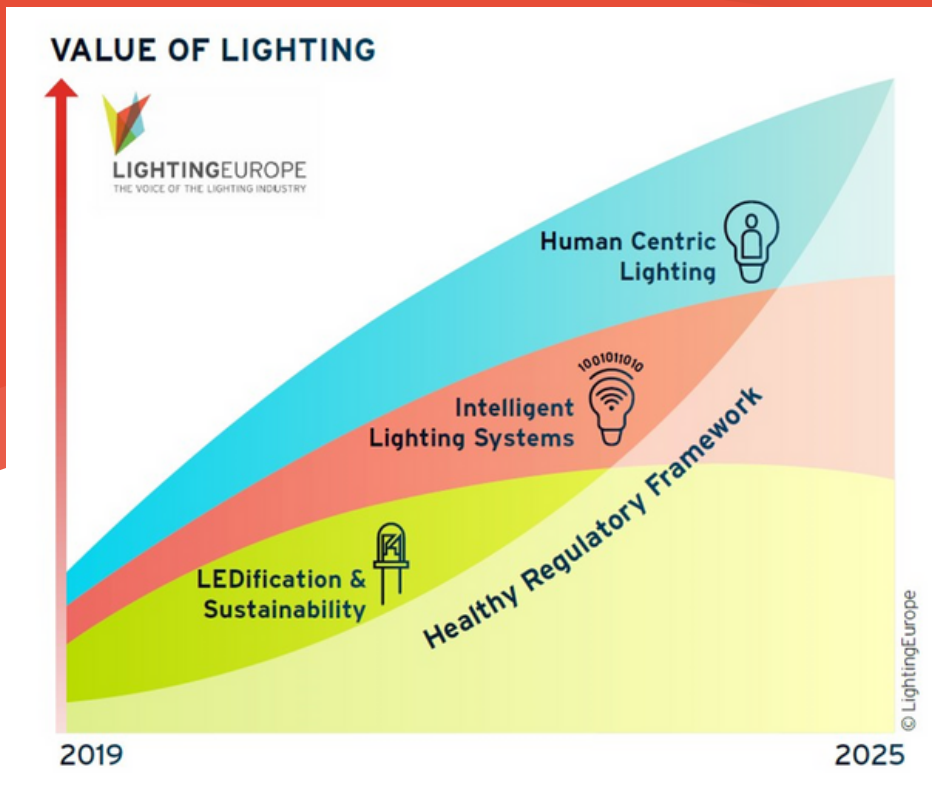 VALUE OF LIGHTING
LIGHTINGEUROPE
THE VOICE OF THE LIGHTING INDUSTRY
Human Centric
Lighting
1001011010
Intelligent
Lighting Systems
LEDification &
Sustainability
Healthy Regulatory Framework
© LightingEurope
2019
2025